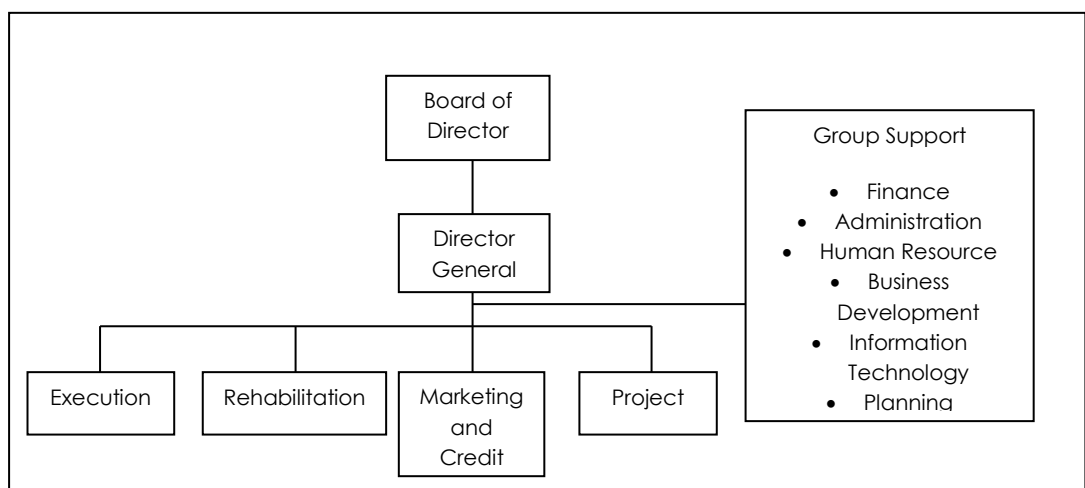 Board of
Director
Group Support
• Finance
• Administration
• Human Resource
• Business
Development
• Information
Technology
• Planning
Director
General
Execution
Rehabilitation
Marketing
and
Credit
Project